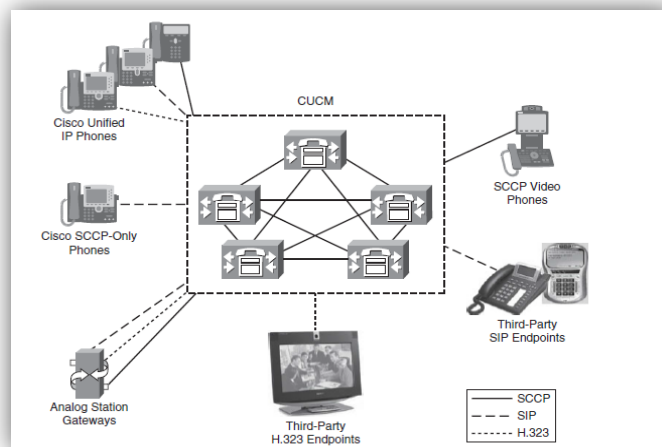 CUCM
Cisco Unified
IP Phones
SCCP Video
Phones
Cisco SCCP-Only
Phones
Third-Party
SIP Endpoints
Analog Station
Gateways
Third-Party
H.323 Endpoints
SCCP
SIP
H.323